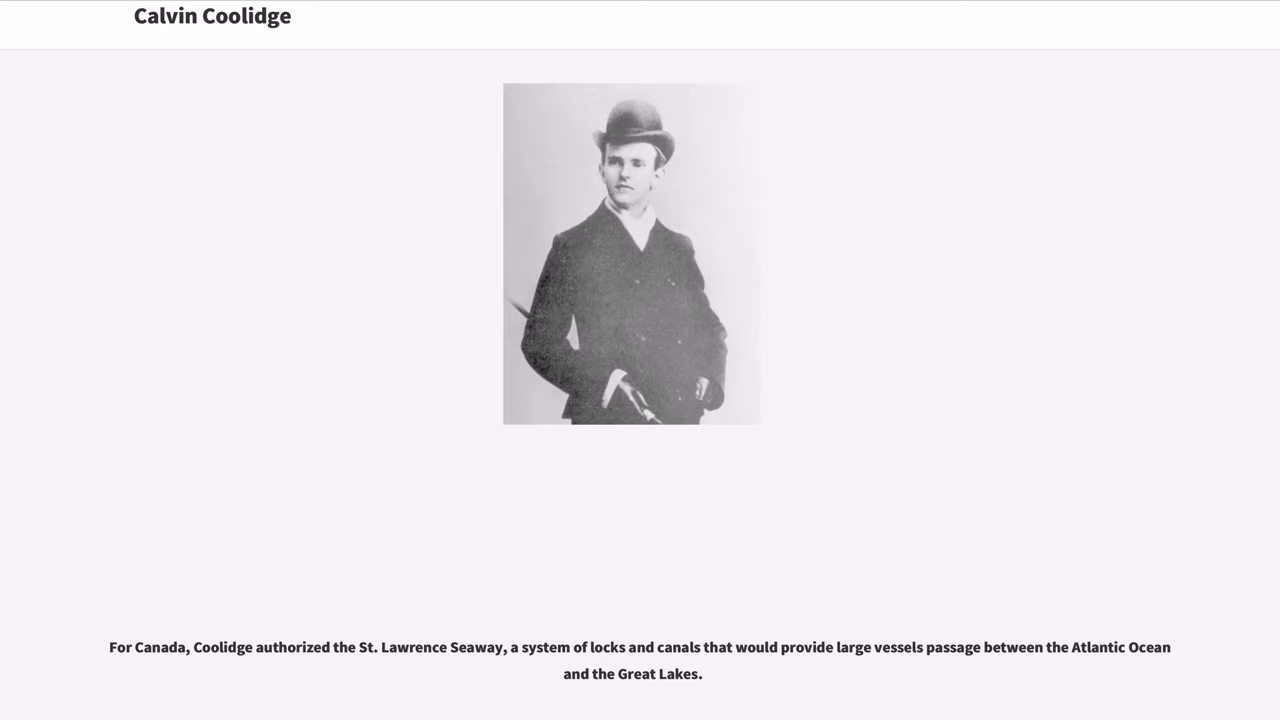 Calvin Coolidge
For Canada, Coolidge authorized the St. Lawrence Seaway, a system of locks and canals that would provide large vessels passage between the Atlantic Ocean
and the Great Lakes.